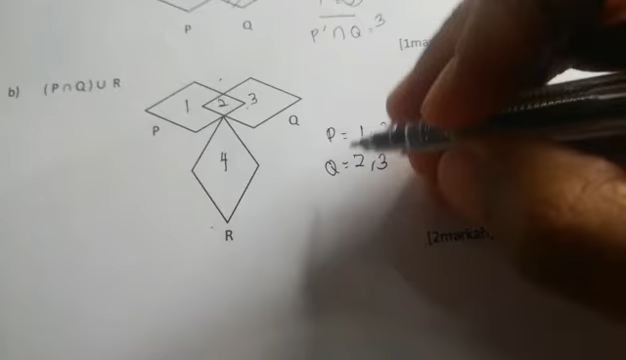 P Q
P' ∩ Q = 3
[1ma
b) (P ∩ Q) ∪ R
1 2 3
P Q
P = 1
Q = 2,3
4
R
[2markah